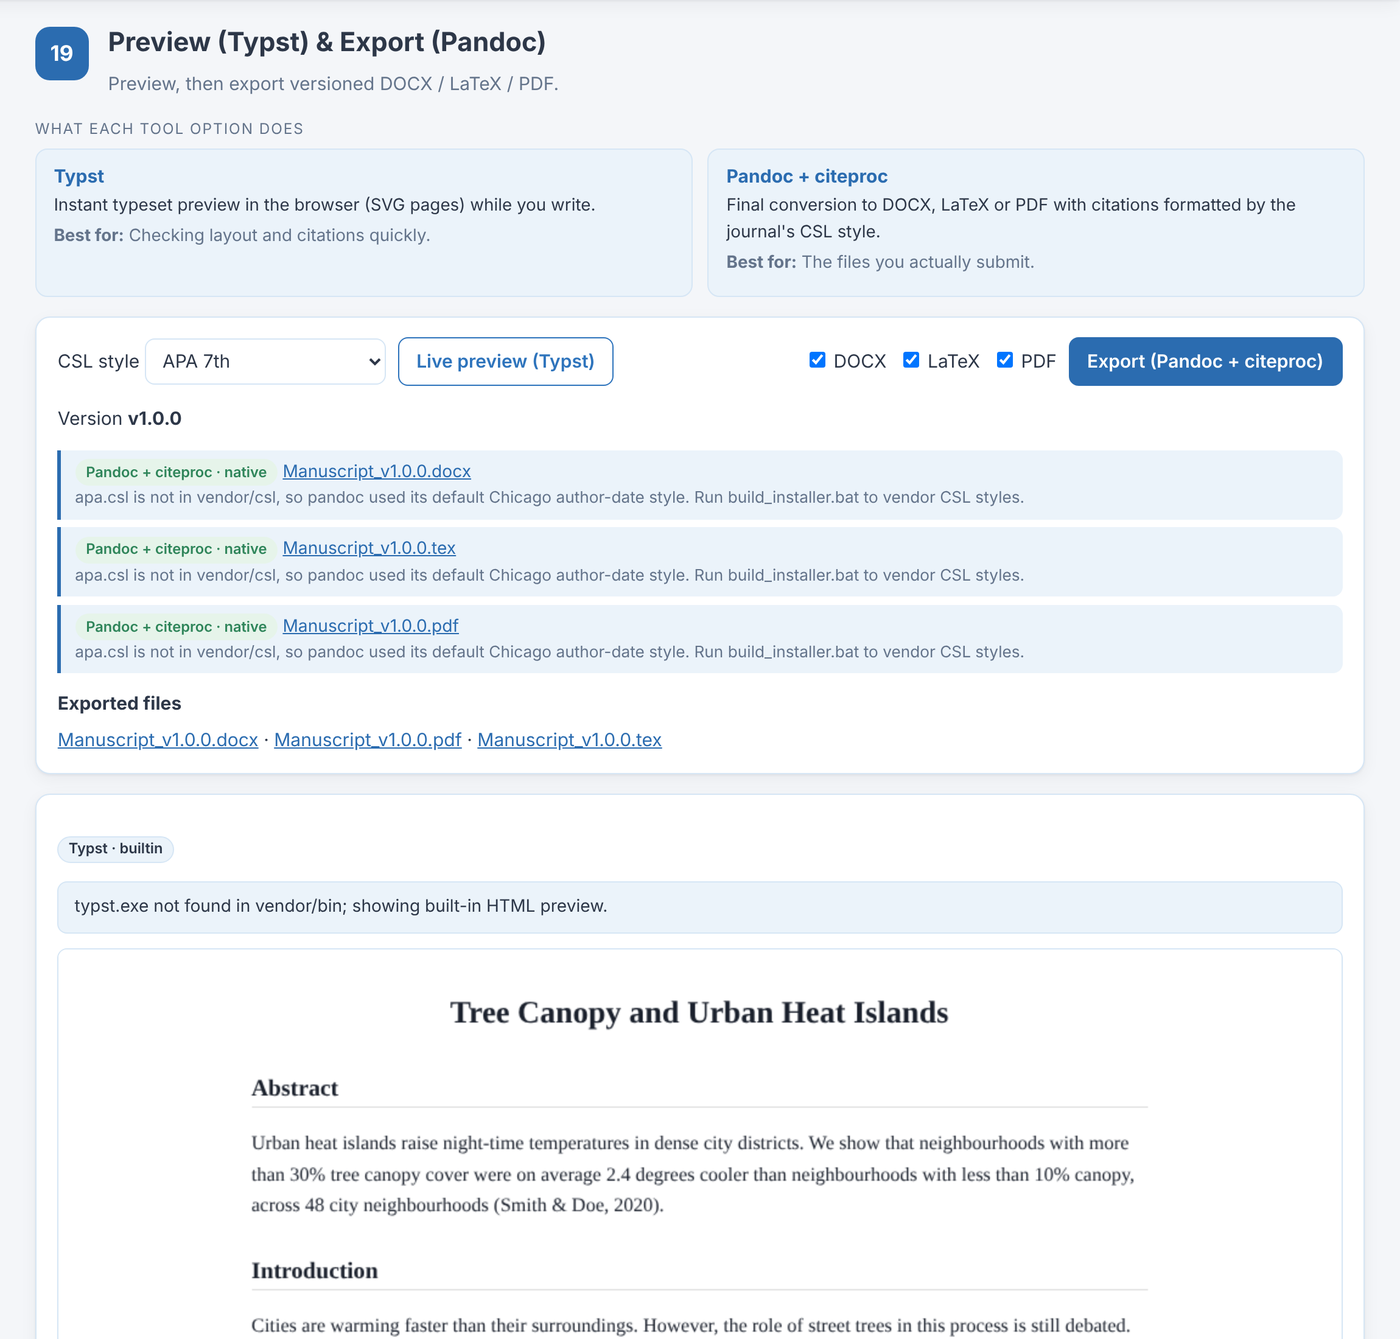 19
Preview (Typst) & Export (Pandoc)
Preview, then export versioned DOCX / LaTeX / PDF.
WHAT EACH TOOL OPTION DOES
Typst
Instant typeset preview in the browser (SVG pages) while you write.
Best for: Checking layout and citations quickly.
Pandoc + citeproc
Final conversion to DOCX, LaTeX or PDF with citations formatted by the
journal's CSL style.
Best for: The files you actually submit.
CSL style APA 7th Live preview (Typst) DOCX LaTeX PDF Export (Pandoc + citeproc)
Version v1.0.0
Pandoc + citeproc · native Manuscript_v1.0.0.docx
apa.csl is not in vendor/csl, so pandoc used its default Chicago author-date style. Run build_installer.bat to vendor CSL styles.
Pandoc + citeproc · native Manuscript_v1.0.0.tex
apa.csl is not in vendor/csl, so pandoc used its default Chicago author-date style. Run build_installer.bat to vendor CSL styles.
Pandoc + citeproc · native Manuscript_v1.0.0.pdf
apa.csl is not in vendor/csl, so pandoc used its default Chicago author-date style. Run build_installer.bat to vendor CSL styles.
Exported files
Manuscript_v1.0.0.docx · Manuscript_v1.0.0.pdf · Manuscript_v1.0.0.tex
Typst · builtin
typst.exe not found in vendor/bin; showing built-in HTML preview.
Tree Canopy and Urban Heat Islands
Abstract
Urban heat islands raise night-time temperatures in dense city districts. We show that neighbourhoods with more
than 30% tree canopy cover were on average 2.4 degrees cooler than neighbourhoods with less than 10% canopy,
across 48 city neighbourhoods (Smith & Doe, 2020).
Introduction
Cities are warming faster than their surroundings. However, the role of street trees in this process is still debated.